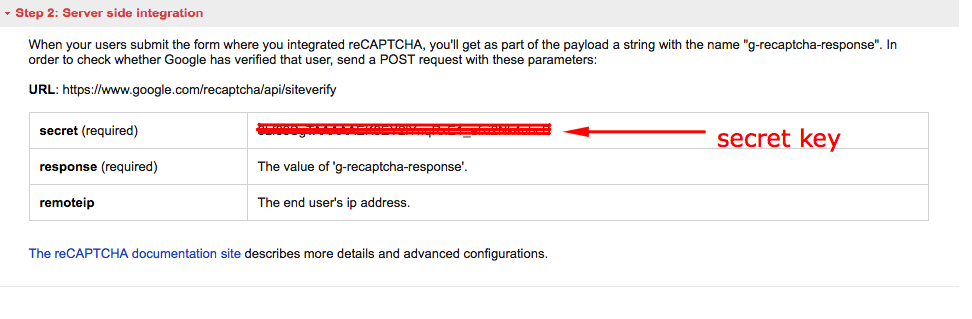 Step 2: Server side integration
When your users submit the form where you integrated reCAPTCHA, you'll get as part of the payload a string with the name "g-recaptcha-response". In
order to check whether Google has verified that user, send a POST request with these parameters:
URL: https://www.google.com/recaptcha/api/siteverify
secret (required)
secret key
response (required) The value of 'g-recaptcha-response'.
remoteip The end user's ip address.
The reCAPTCHA documentation site describes more details and advanced configurations.